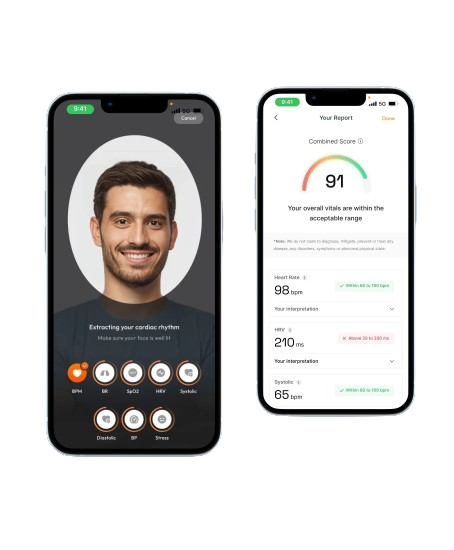 9:41
Cancel
Extracting your cardiac rhythm
Make sure your face is well lit
BPM BR SpO2 HRV Systolic
Diastolic BP Stress
9:41 5G
Your Report
Done
Combined Score
91
Your overall vitals are within the
acceptable range
*Note: We do not claim to diagnose, mitigate, prevent or treat any
disease, any disorders, symptoms or abnormal physical state.
Heart Rate
98 bpm
Within 60 to 100 bpm
Your interpretation
HRV
210 ms
Above 20 to 200 ms
Your interpretation
Systolic
65 bpm
Within 60 to 100 bpm